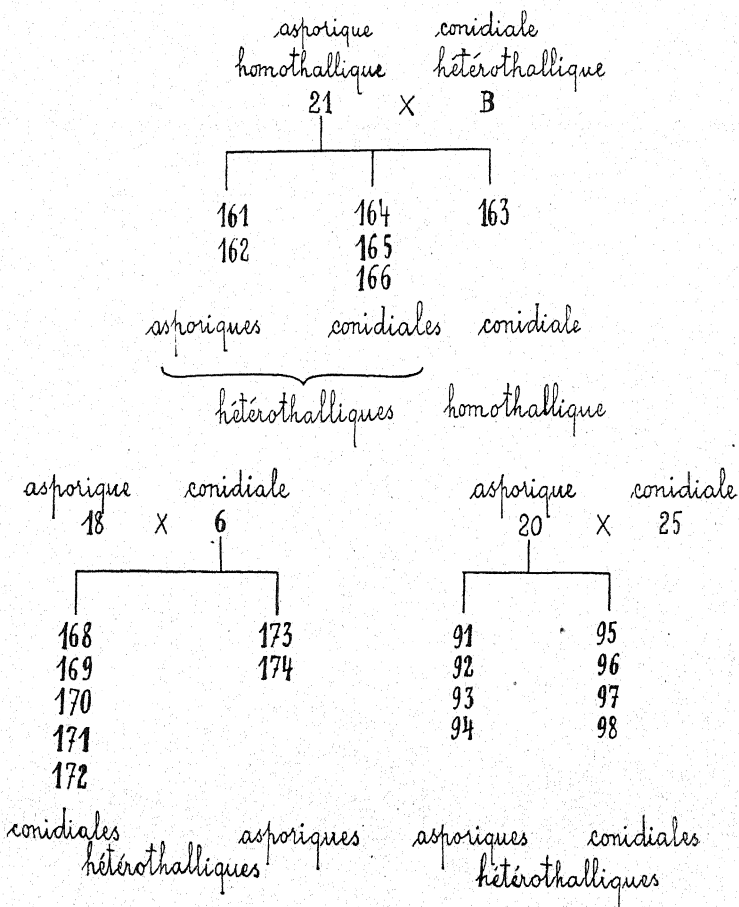 asporique conidiale
homothallique hétérothallique
21 X B
161 164 163
162 165
166
asporiques conidiales conidiale
hétérothalliques homothallique
asporique conidiale asporique conidiale
18 X 6 20 X 25
168 173 91 95
169 174 92 96
170 93 97
171 94 98
172
conidiales asporiques asporiques conidiales
hétérothalliques hétérothalliques